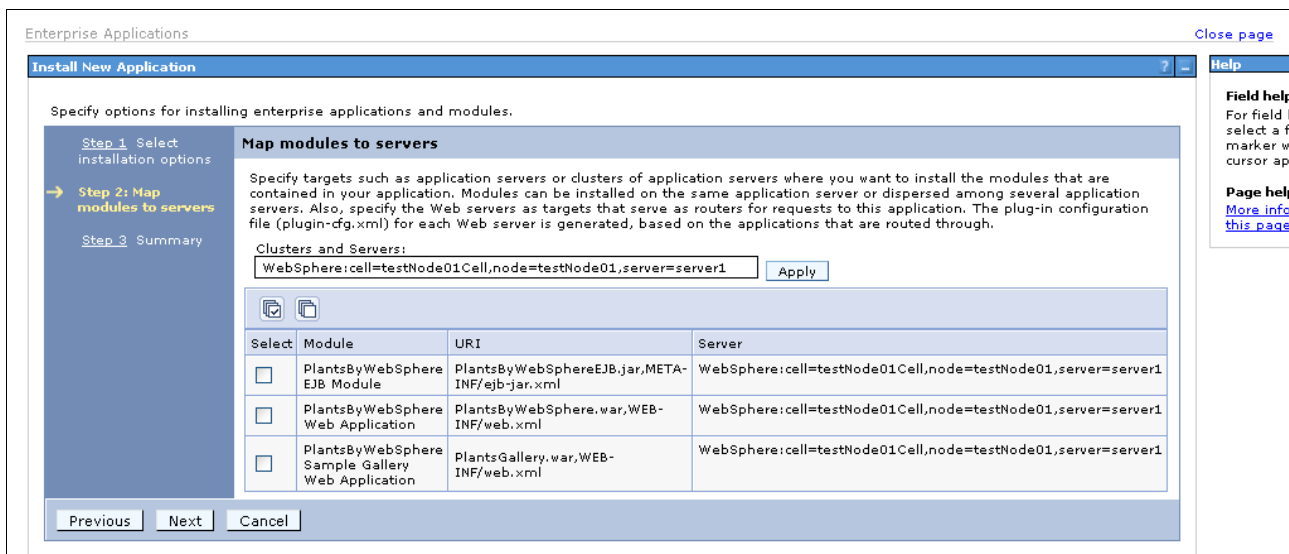 Enterprise Applications
Close page
Install New Application
?
Help
Specify options for installing enterprise applications and modules.
Step 1 Select
installation options
Step 2: Map
modules to servers
Step 3 Summary
Map modules to servers
Specify targets such as application servers or clusters of application servers where you want to install the modules that are
contained in your application. Modules can be installed on the same application server or dispersed among several application
servers. Also, specify the Web servers as targets that serve as routers for requests to this application. The plug-in configuration
file (plugin-cfg.xml) for each Web server is generated, based on the applications that are routed through.
Clusters and Servers:
WebSphere:cell=testNode01Cell,node=testNode01,server=server1
Apply
Select Module URI Server
PlantsByWebSphere
EJB Module
PlantsByWebSphereEJB.jar,META-
INF/ejb-jar.xml
WebSphere:cell=testNode01Cell,node=testNode01,server=server1
PlantsByWebSphere
Web Application
PlantsByWebSphere.war,WEB-
INF/web.xml
WebSphere:cell=testNode01Cell,node=testNode01,server=server1
PlantsByWebSphere
Sample Gallery
Web Application
PlantsGallery.war,WEB-
INF/web.xml
WebSphere:cell=testNode01Cell,node=testNode01,server=server1
Previous Next Cancel
Field help
For field
select a f
marker w
cursor ap
Page help
More info
this page